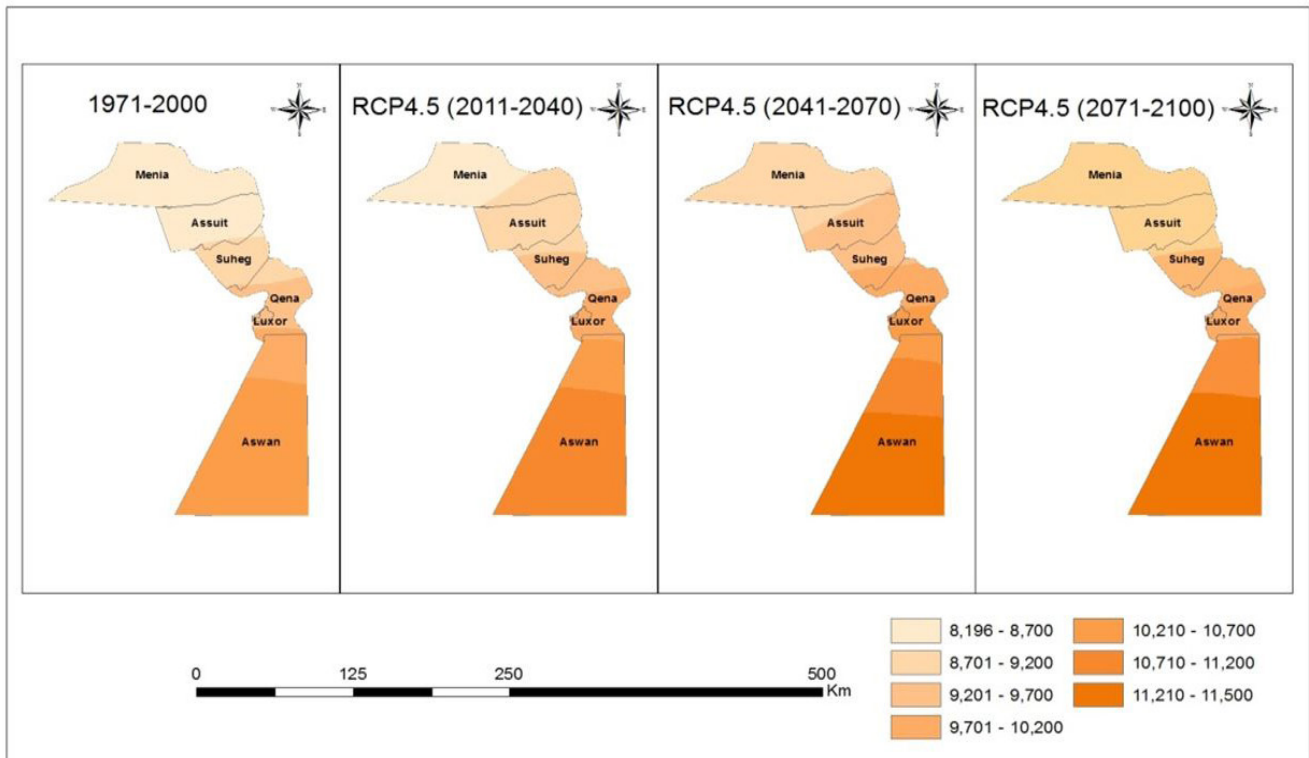 1971-2000
Menia
Assuit
Suheg
Qena
Luxor
Aswan
RCP4.5 (2011-2040)
Menia
Assuit
Suheg
Qena
Luxor
Aswan
RCP4.5 (2041-2070)
Menia
Assuit
Suheg
Qena
Luxor
Aswan
RCP4.5 (2071-2100)
Menia
Assuit
Suheg
Qena
Luxor
Aswan
0 125 250 500
Km
8,196 - 8,700
8,701 - 9,200
9,201 - 9,700
9,701 - 10,200
10,210 - 10,700
10,710 - 11,200
11,210 - 11,500